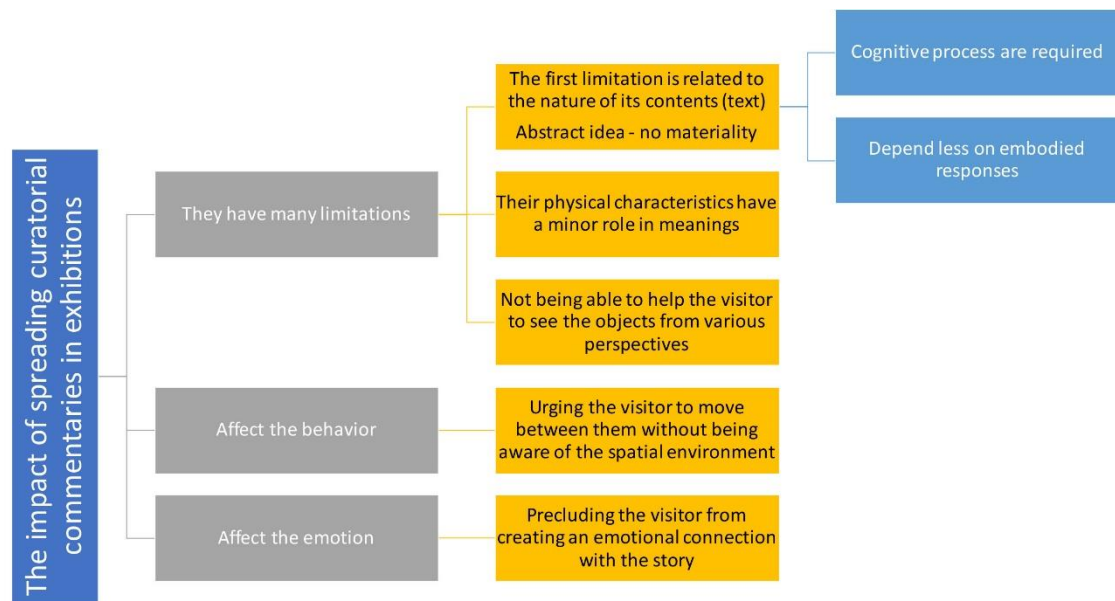 The impact of spreading curatorial
commentaries in exhibitions
They have many limitations
The first limitation is related to
the nature of its contents (text)
Abstract idea - no materiality
Cognitive process are required
Depend less on embodied
responses
Their physical characteristics have
a minor role in meanings
Not being able to help the visitor
to see the objects from various
perspectives
Affect the behavior
Urging the visitor to move
between them without being
aware of the spatial environment
Affect the emotion
Precluding the visitor from
creating an emotional connection
with the story